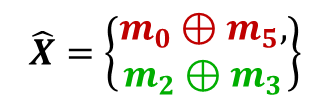 X̂ = {m₀ ⊕ m₅,
m₂ ⊕ m₃}